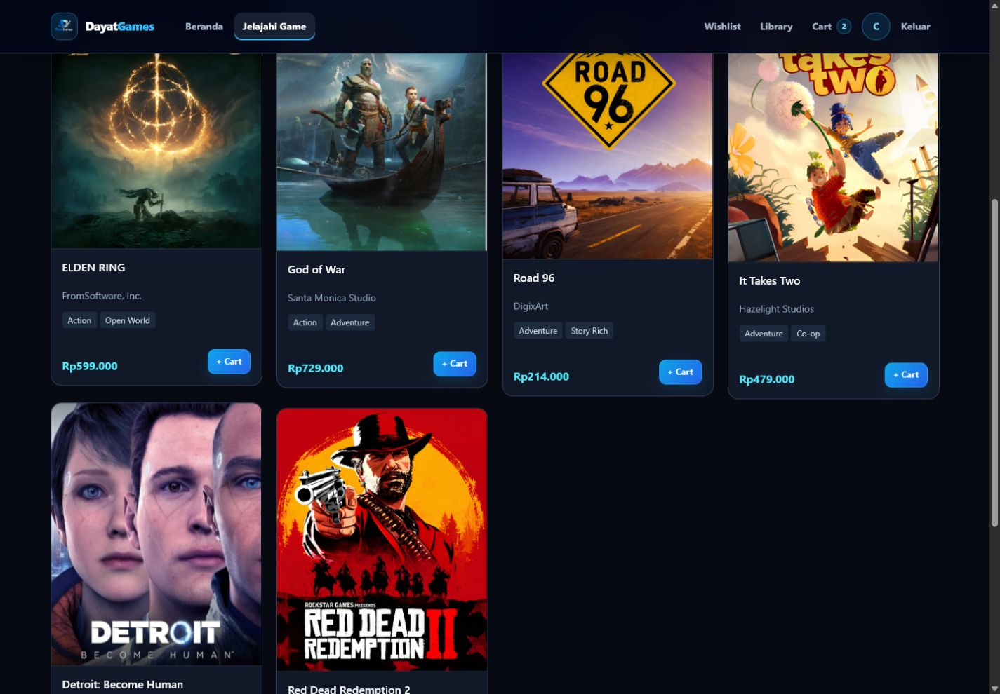 DayatGames
Beranda
Jelajahi Game
Wishlist
Library
Cart 2
C
Keluar
ROAD
96
takes
two
ELDEN RING
FromSoftware, Inc.
Action
Open World
Rp599.000
+ Cart
God of War
Santa Monica Studio
Action
Adventure
Rp729.000
+ Cart
Road 96
DigixArt
Adventure
Story Rich
Rp214.000
+ Cart
It Takes Two
Hazelight Studios
Adventure
Co-op
Rp479.000
+ Cart
DETROIT
BECOME HUMAN
Detroit: Become Human
ROCKSTAR GAMES PRESENTS
RED DEAD
REDEMPTION II
Red Dead Redemption 2